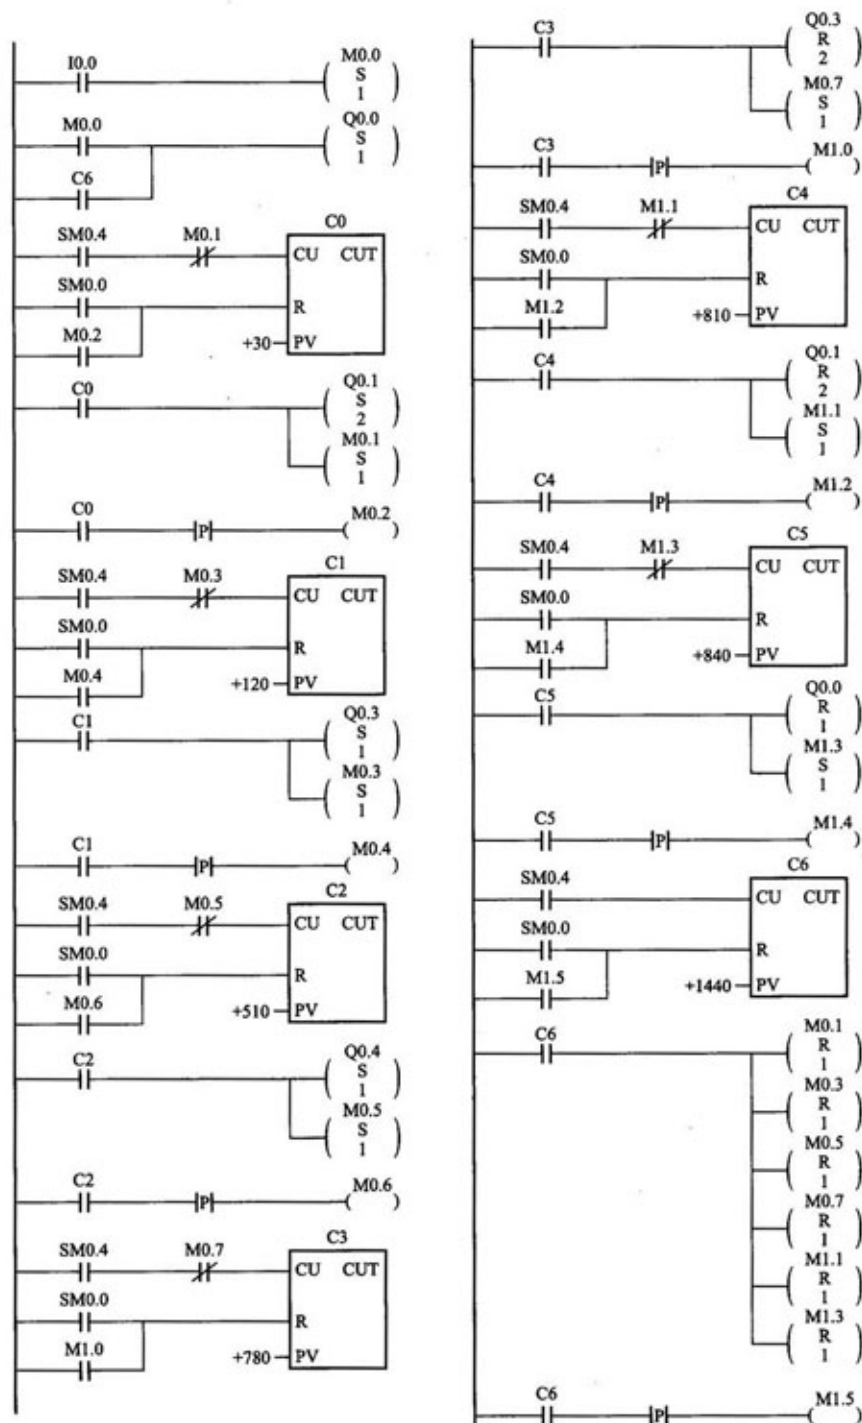 I0.0 M0.0
S
1
M0.0 Q0.0
S
1
C6
C0
SM0.4 M0.1
CU CUT
SM0.0
R
M0.2
+30 PV
C0 Q0.1
S
2
M0.1
S
1
C0 P M0.2
C1
SM0.4 M0.3
CU CUT
SM0.0
R
M0.4
+120 PV
C1 Q0.3
S
1
M0.3
S
1
C1 P M0.4
C2
SM0.4 M0.5
CU CUT
SM0.0
R
M0.6
+510 PV
C2 Q0.4
S
1
M0.5
S
1
C2 P M0.6
C3
SM0.4 M0.7
CU CUT
SM0.0
R
M1.0
+780 PV
C3 Q0.3
R
2
M0.7
S
1
C3 P M1.0
C4
SM0.4 M1.1
CU CUT
SM0.0
R
M1.2
+810 PV
C4 Q0.1
R
2
M1.1
S
1
C4 P M1.2
C5
SM0.4 M1.3
CU CUT
SM0.0
R
M1.4
+840 PV
C5 Q0.0
R
1
M1.3
S
1
C5 P M1.4
C6
SM0.4
CU CUT
SM0.0
R
M1.5
+1440 PV
C6 M0.1
R
1
M0.3
R
1
M0.5
R
1
M0.7
R
1
M1.1
R
1
M1.3
R
1
C6 P M1.5